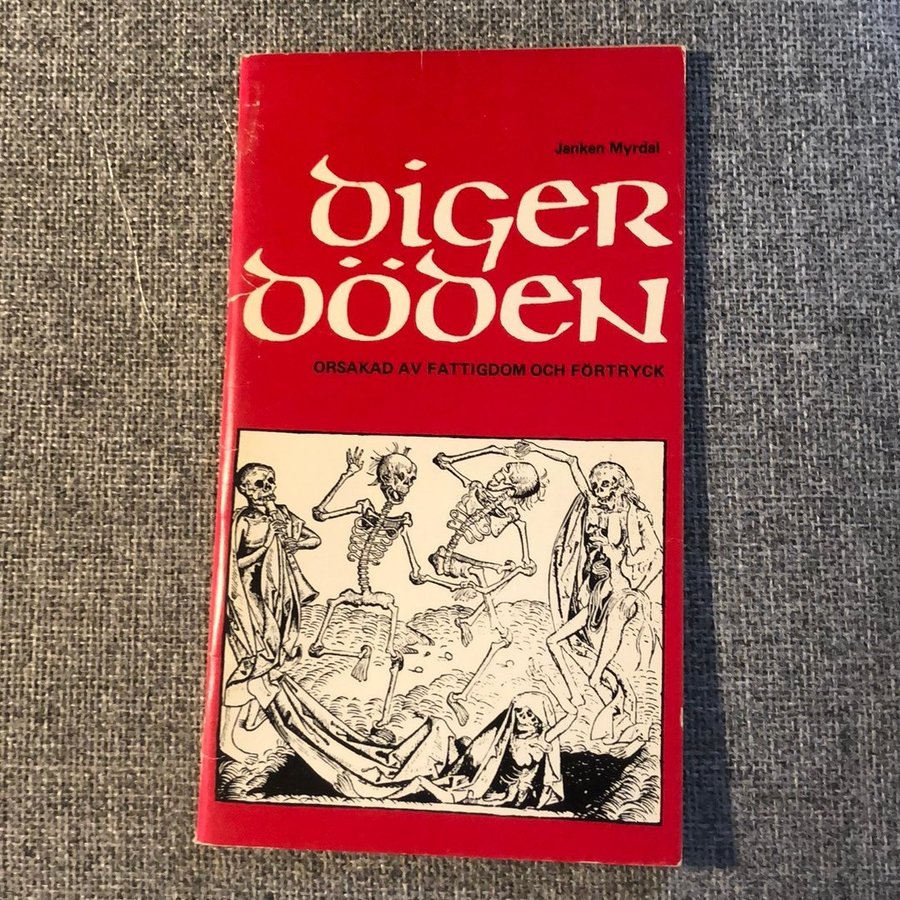 Janken Myrdal
DIGER
DÖDEN
ORSAKAD AV FATTIGDOM OCH FÖRTRYCK